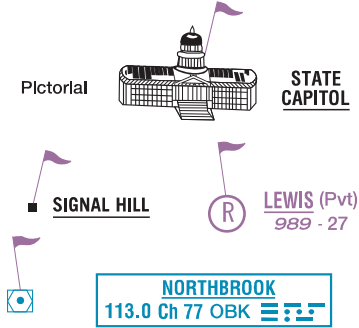 Pictorial
STATE
CAPITOL
SIGNAL HILL
R
LEWIS (Pvt)
989 - 27
NORTHBROOK
113.0 Ch 77 OBK